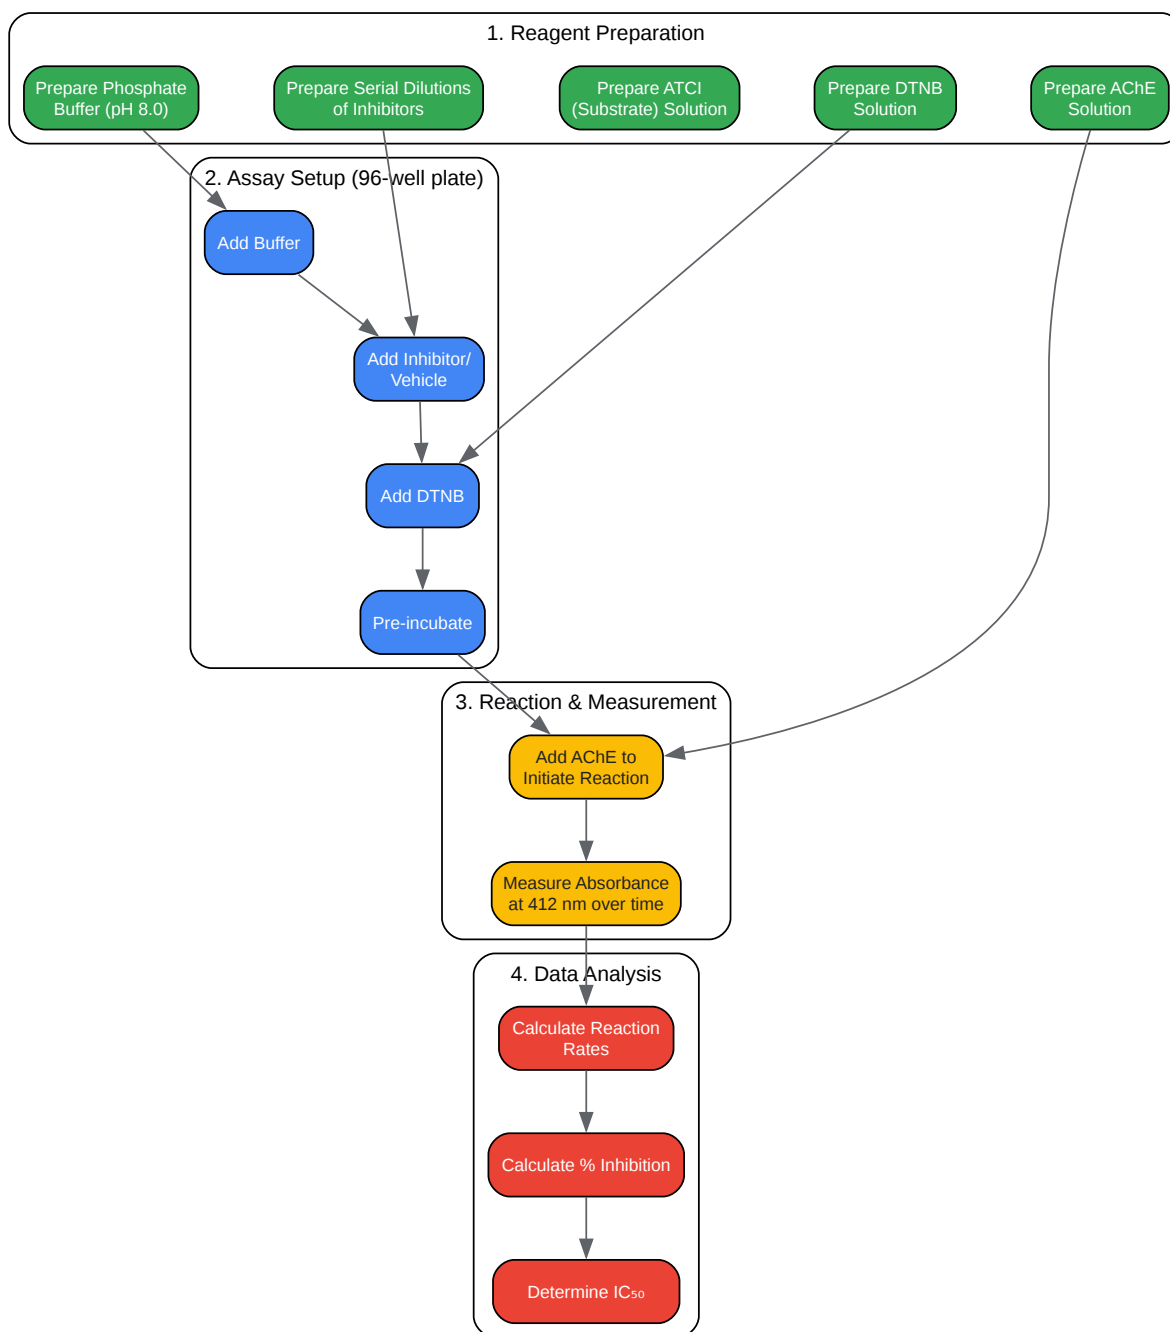 1. Reagent Preparation
Prepare Phosphate
Buffer (pH 8.0)
Prepare Serial Dilutions
of Inhibitors
Prepare ATCI
(Substrate) Solution
Prepare DTNB
Solution
Prepare AChE
Solution
2. Assay Setup (96-well plate)
Add Buffer
Add Inhibitor/
Vehicle
Add DTNB
Pre-incubate
3. Reaction & Measurement
Add AChE to
Initiate Reaction
Measure Absorbance
at 412 nm over time
4. Data Analysis
Calculate Reaction
Rates
Calculate % Inhibition
Determine IC₅₀